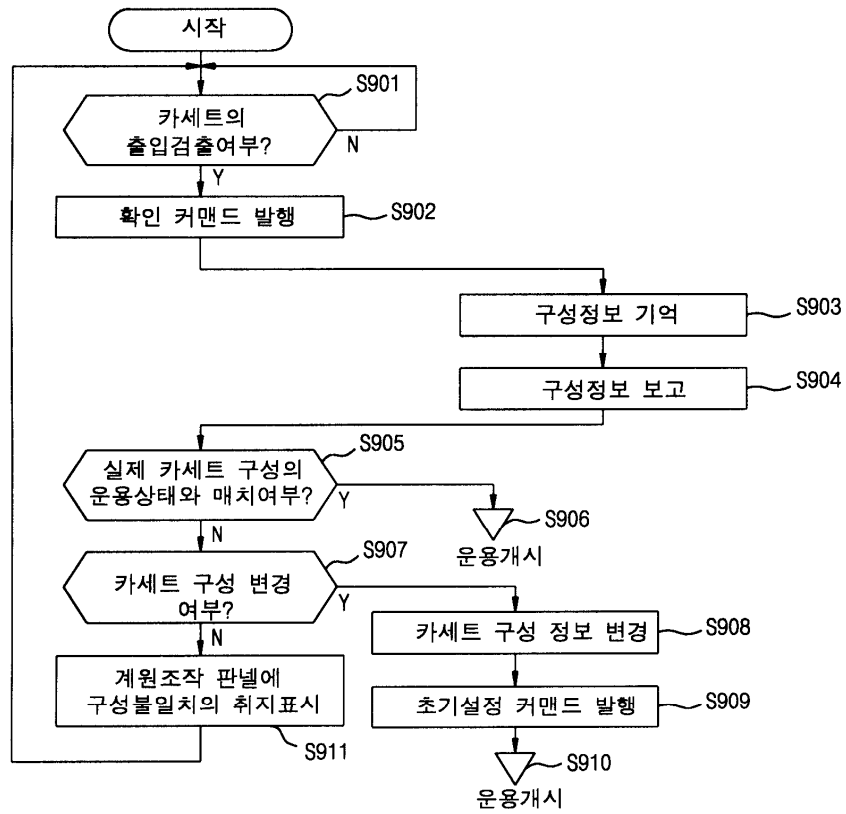 시작
S901
카세트의
출입검출여부?
N
Y
확인 커맨드 발행
S902
구성정보 기억
S903
구성정보 보고
S904
S905
실제 카세트 구성의
운용상태와 매치여부?
Y
N
S906
운용개시
S907
카세트 구성 변경
여부?
Y
N
카세트 구성 정보 변경
S908
계원조작 판넬에
구성불일치의 취지표시
S911
초기설정 커맨드 발행
S909
S910
운용개시